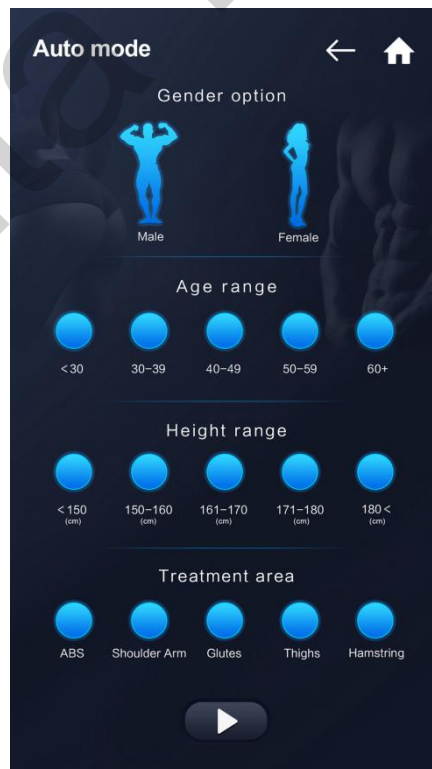 Auto mode
Gender option
Male Female
Age range
<30 30-39 40-49 50-59 60+
Height range
<150 150-160 161-170 171-180 180<
(cm) (cm) (cm) (cm) (cm)
Treatment area
ABS Shoulder Arm Glutes Thighs Hamstring